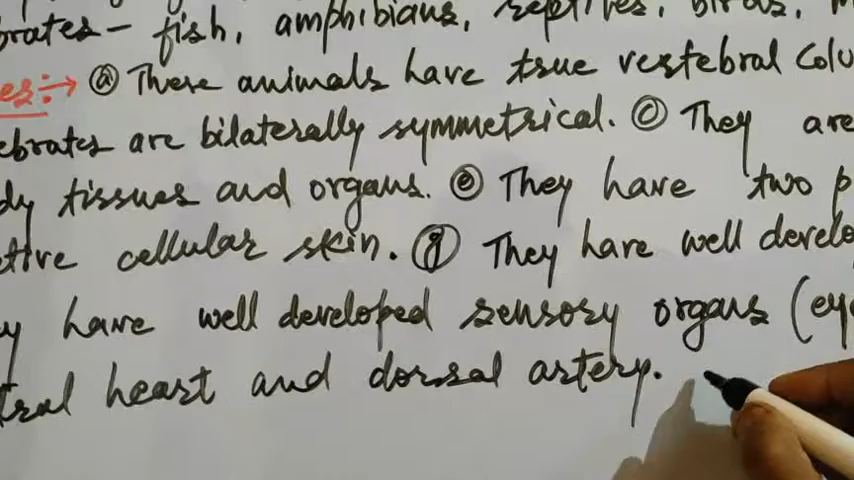 brates - fish, amphibians, reptiles, birds,
es:→ ⓐ These animals have true vertebral colu
ebrates are bilaterally symmetrical. ⓒ They are
dy tissues and organs. ⓔ They have two p
ctive cellular skin. ⓖ They have well develo
y have well developed sensory organs (eye
tral heart and dorsal artery.